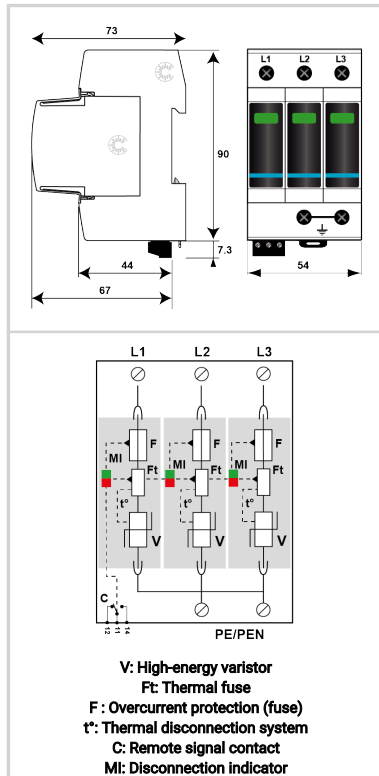 73
L1 L2 L3
90
7.3
44
54
67
L1 L2 L3
F F F
MI MI MI
Ft Ft Ft
t° t° t°
V V V
C
12 11 14
PE/PEN
V: High-energy varistor
Ft: Thermal fuse
F : Overcurrent protection (fuse)
t°: Thermal disconnection system
C: Remote signal contact
MI: Disconnection indicator